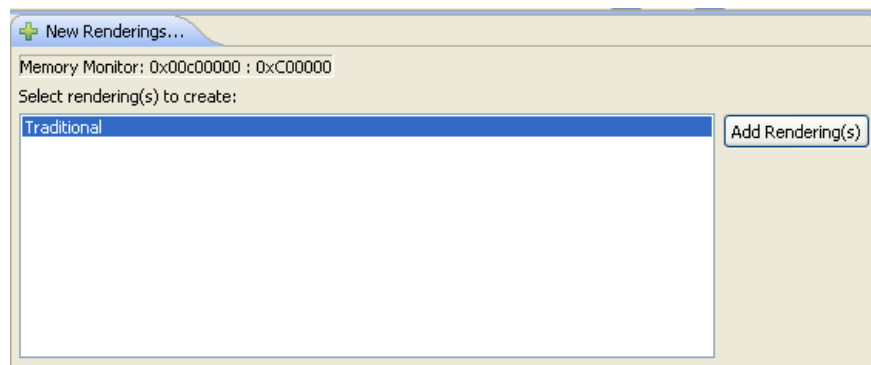 New Renderings...
Memory Monitor: 0x00c00000 : 0xC00000
Select rendering(s) to create:
Traditional
Add Rendering(s)